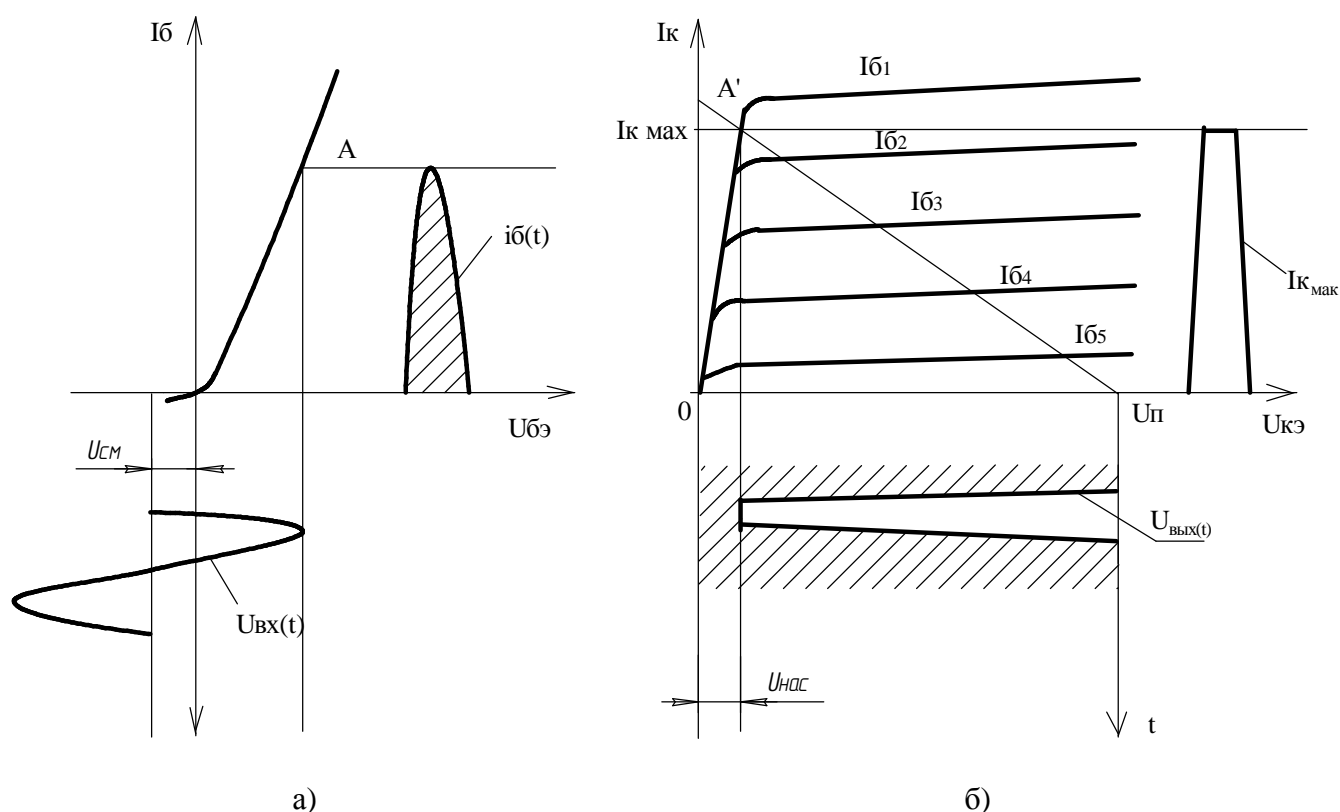 Iб
A
iб(t)
Uбэ
Uсм
Uвх(t)
а)
Iк
A'
Iк мах
Iб1
Iб2
Iб3
Iб4
Iб5
Iк мак
0
Uп
Uкэ
Uвых(t)
Uнас
t
б)